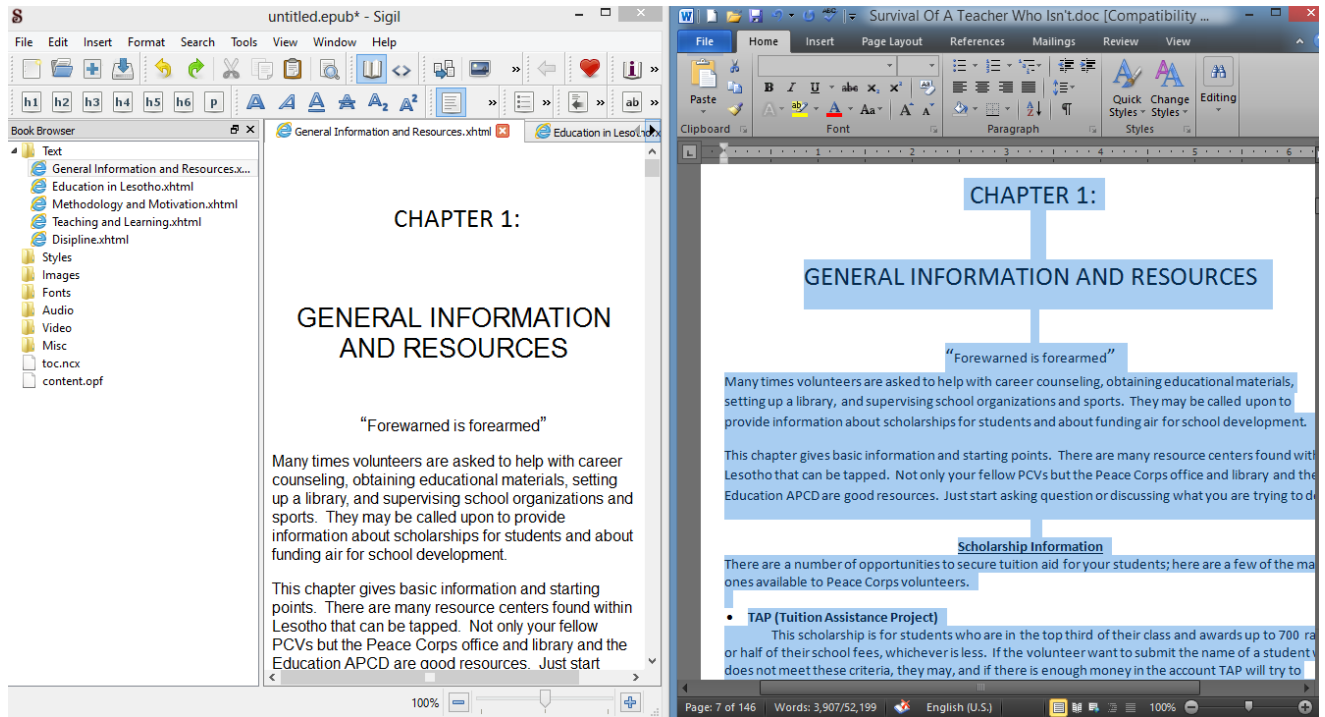 untitled.epub* - Sigil
File Edit Insert Format Search Tools View Window Help
h1 h2 h3 h4 h5 h6 p A A A A A₂ A² ab
Book Browser
General Information and Resources.xhtml
Education in Lesotho.x
Text
General Information and Resources.x...
Education in Lesotho.xhtml
Methodology and Motivation.xhtml
Teaching and Learning.xhtml
Disipline.xhtml
Styles
Images
Fonts
Audio
Video
Misc
toc.ncx
content.opf
CHAPTER 1:
GENERAL INFORMATION
AND RESOURCES
“Forewarned is forearmed”
Many times volunteers are asked to help with career
counseling, obtaining educational materials, setting
up a library, and supervising school organizations and
sports.  They may be called upon to provide
information about scholarships for students and about
funding air for school development.
This chapter gives basic information and starting
points.  There are many resource centers found within
Lesotho that can be tapped.  Not only your fellow
PCVs but the Peace Corps office and library and the
Education APCD are good resources.  Just start
100%
Survival Of A Teacher Who Isn't.doc [Compatibility ...
File Home Insert Page Layout References Mailings Review View
Paste
B I U abc x₂ x²
A ab A Aa A A
Quick Styles
Change Styles
Editing
Clipboard Font Paragraph Styles
1 2 3 4 5 6
CHAPTER 1:
GENERAL INFORMATION AND RESOURCES
“Forewarned is forearmed”
Many times volunteers are asked to help with career counseling, obtaining educational materials,
setting up a library, and supervising school organizations and sports.  They may be called upon to
provide information about scholarships for students and about funding air for school development.
This chapter gives basic information and starting points.  There are many resource centers found with
Lesotho that can be tapped.  Not only your fellow PCVs but the Peace Corps office and library and the
Education APCD are good resources.  Just start asking question or discussing what you are trying to d
Scholarship Information
There are a number of opportunities to secure tuition aid for your students; here are a few of the ma
ones available to Peace Corps volunteers.
• TAP (Tuition Assistance Project)
This scholarship is for students who are in the top third of their class and awards up to 700 ra
or half of their school fees, whichever is less.  If the volunteer want to submit the name of a student
does not meet these criteria, they may, and if there is enough money in the account TAP will try to
Page: 7 of 146 Words: 3,907/52,199 English (U.S.) 100%